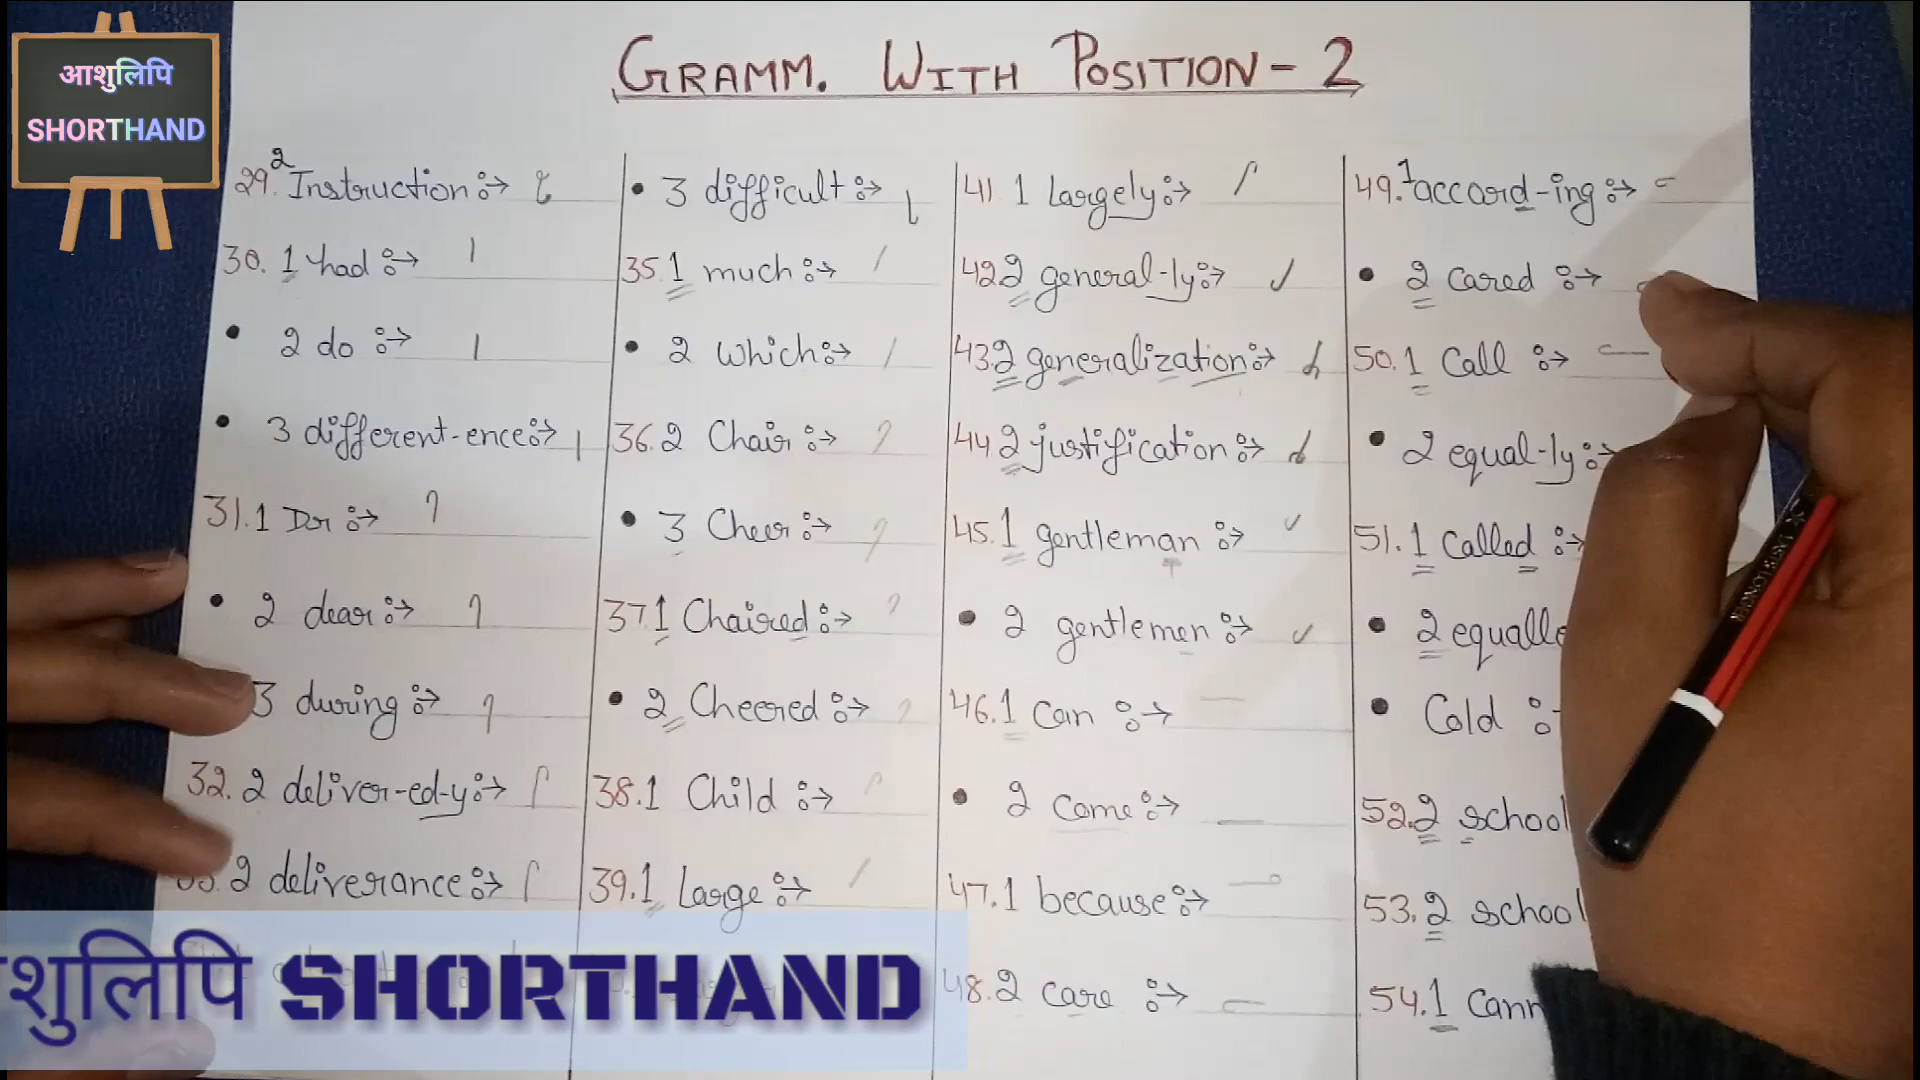 आशुलिपि
SHORTHAND
GRAMM. WITH POSITION - 2
29. 2 Instruction
30. 1 had
• 2 do
• 3 different-ence
31. 1 Dr
• 2 dear
3 during
32. 2 deliver-ed-y
2 deliverance
• 3 difficult
35. 1 much
• 2 which
36. 2 Chair
• 3 Cheer
37. 1 Chaired
• 2 Cheered
38. 1 Child
39. 1 Large
41 1 largely
42 2 general-ly
43. 2 generalization
44. 2 justification
45. 1 gentleman
• 2 gentlemen
46. 1 can
• 2 come
47. 1 because
48. 2 care
49. 1 accord-ing
• 2 cared
50. 1 Call
• 2 equal-ly
51. 1 Called
• 2 equalle
• Cold
52. 2 school
53. 2 school
54. 1 Cann
शुलिपि SHORTHAND